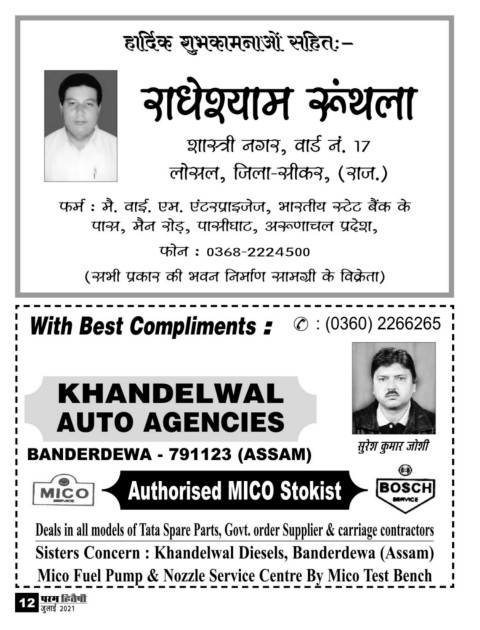 हार्दिक शुभकामनाओं सहितः-
राधेश्याम रूंथला
शास्त्री नगर, वार्ड नं. 17
लोसल, जिला-सीकर, (राज.)
फर्म : मै. वाई. एम. एंटरप्राइजेज, भारतीय स्टेट बैंक के
पास, मैन रोड़, पासीघाट, अरूणाचल प्रदेश,
फोन : 0368-2224500
(सभी प्रकार की भवन निर्माण सामग्री के विक्रेता)
With Best Compliments :
✆ : (0360) 2266265
KHANDELWAL
AUTO AGENCIES
सुरेश कुमार जोशी
BANDERDEWA - 791123 (ASSAM)
MICO
SERVICE
Authorised MICO Stokist
BOSCH
SERVICE
Deals in all models of Tata Spare Parts, Govt. order Supplier & carriage contractors
Sisters Concern : Khandelwal Diesels, Banderdewa (Assam)
Mico Fuel Pump & Nozzle Service Centre By Mico Test Bench
12 परम हितैषी
जुलाई 2021